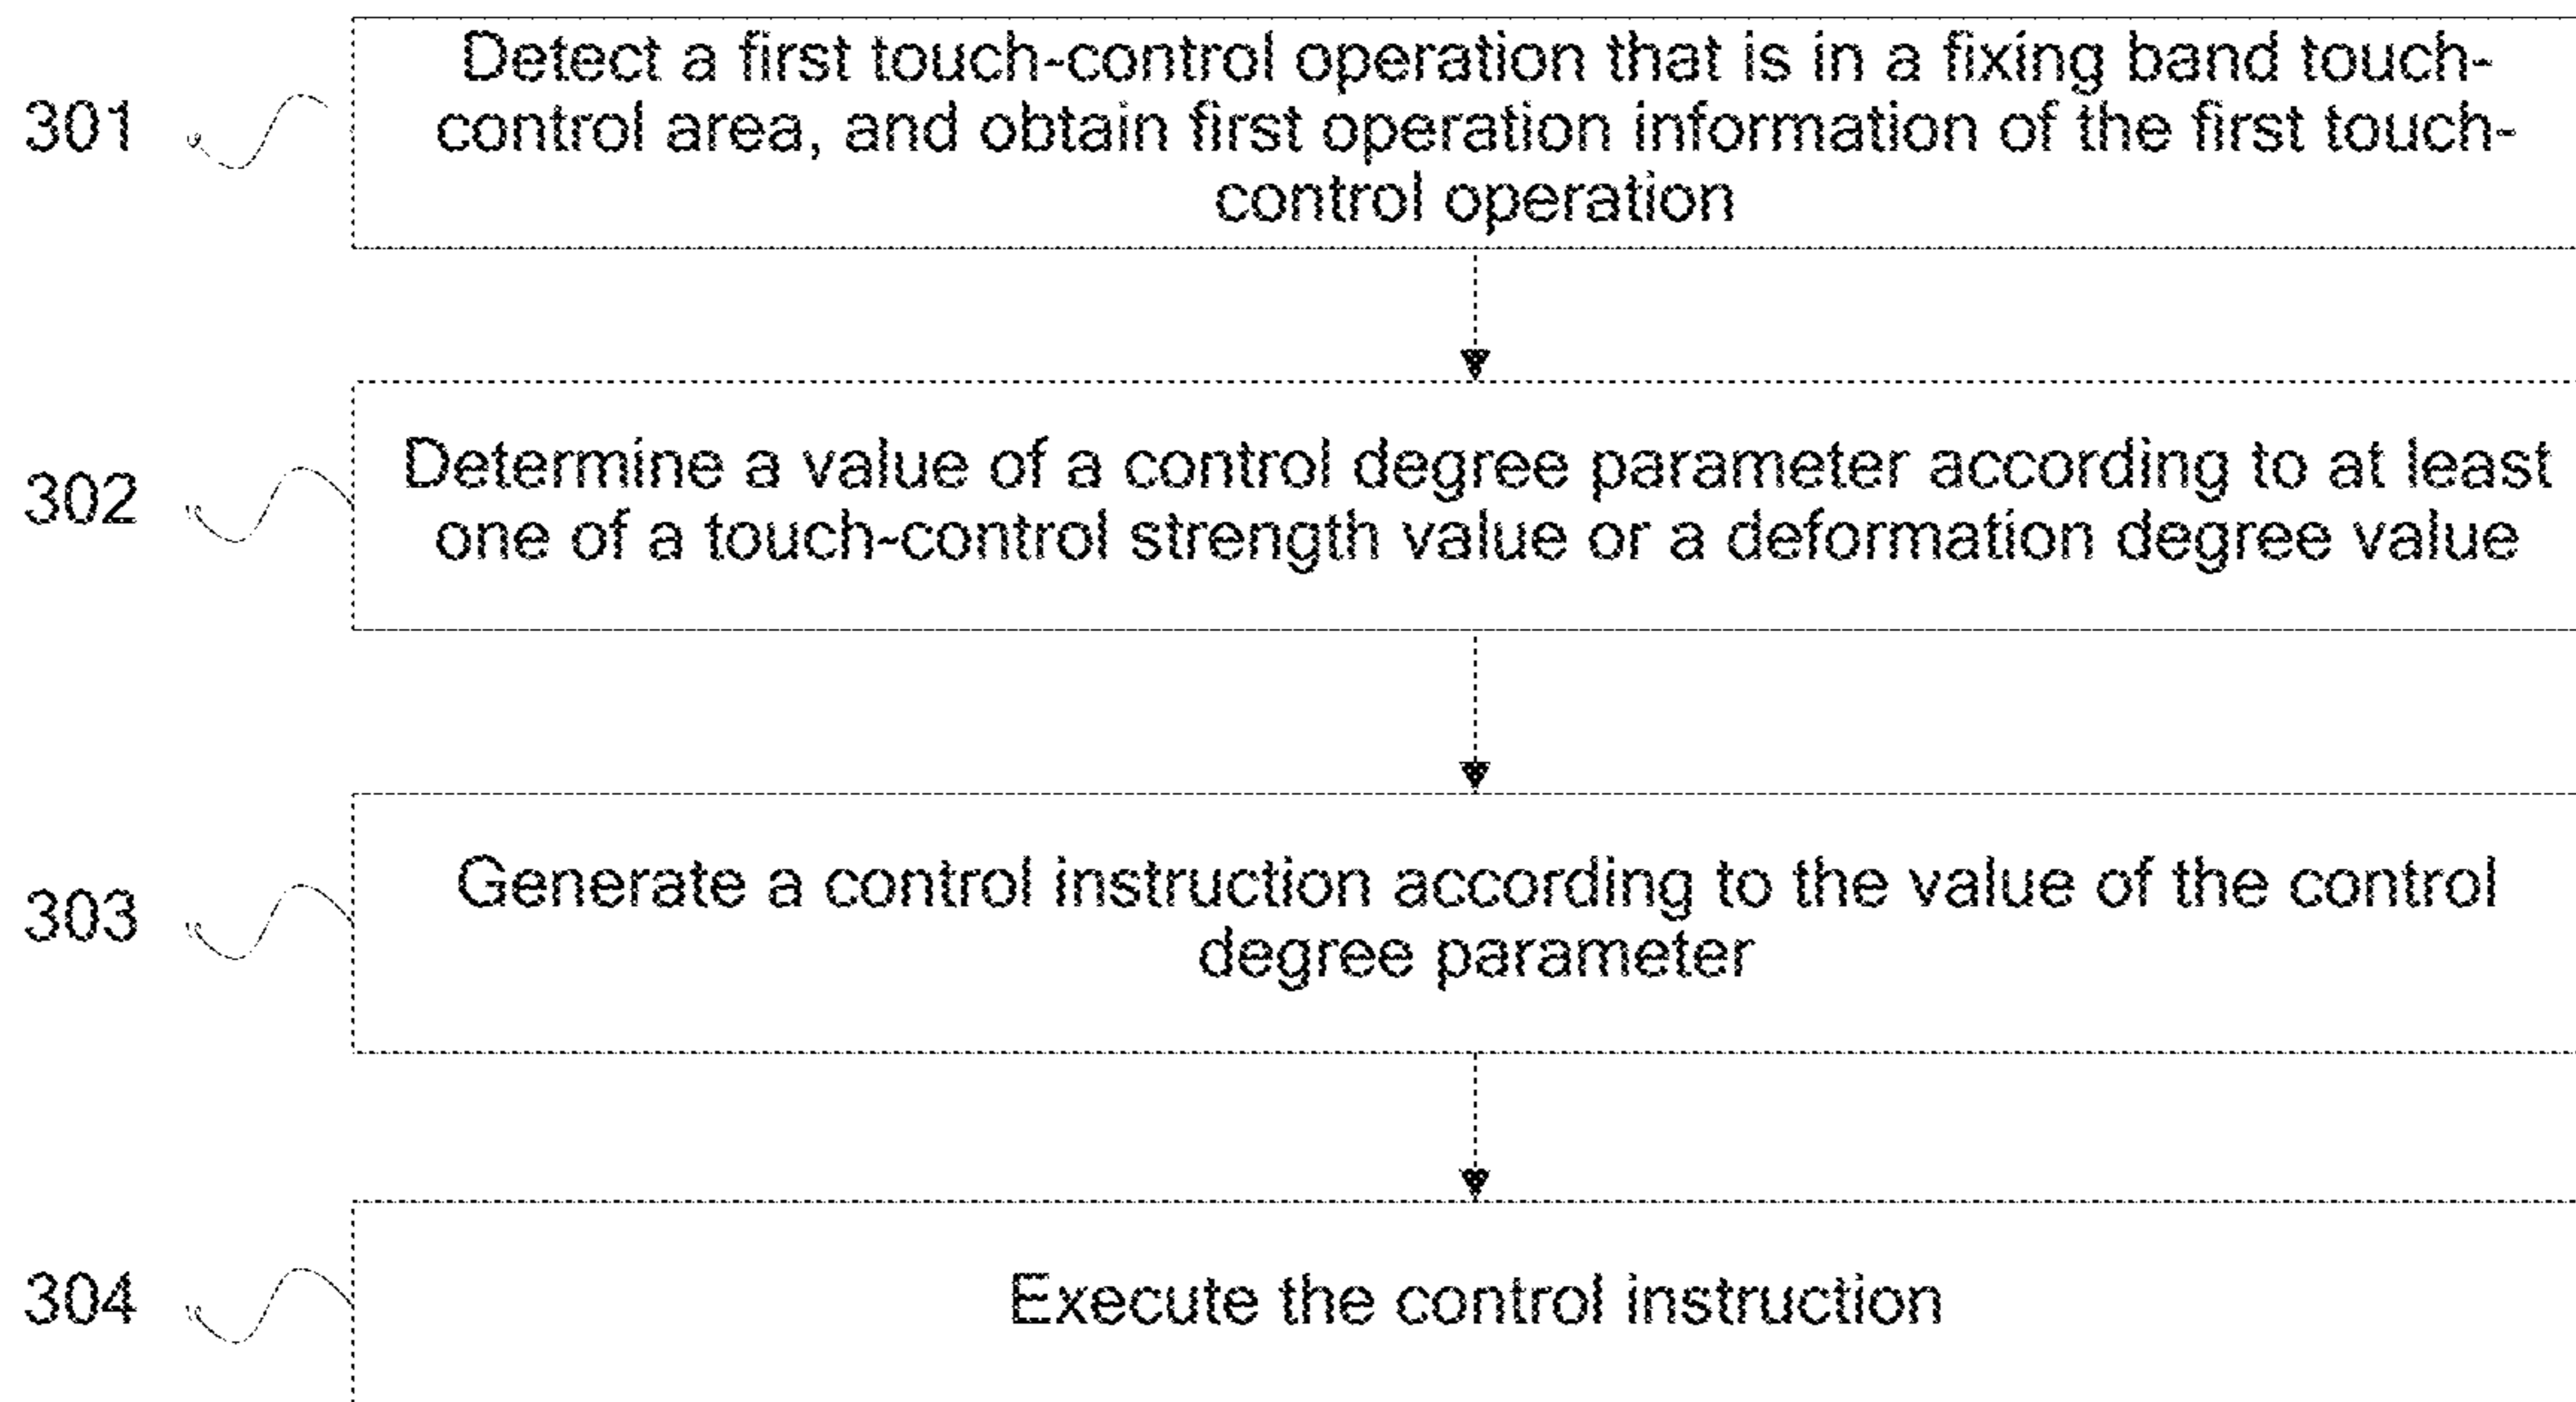 301
Detect a first touch-control operation that is in a fixing band touch-
control area, and obtain first operation information of the first touch-
control operation
302
Determine a value of a control degree parameter according to at least
one of a touch-control strength value or a deformation degree value
303
Generate a control instruction according to the value of the control
degree parameter
304
Execute the control instruction